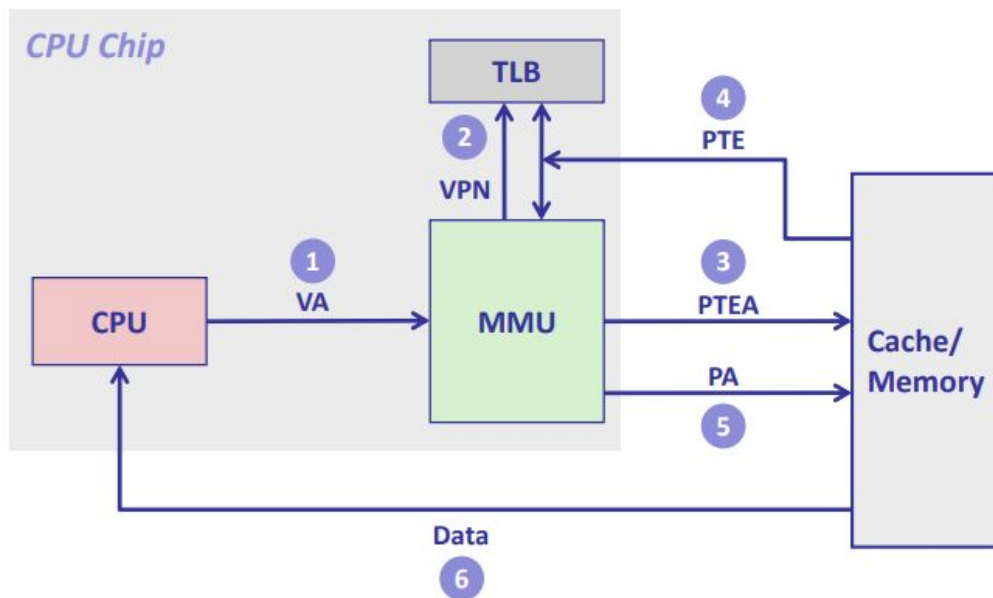 CPU Chip
TLB
4
PTE
2
VPN
1
VA
3
PTEA
CPU
MMU
Cache/
Memory
PA
5
Data
6